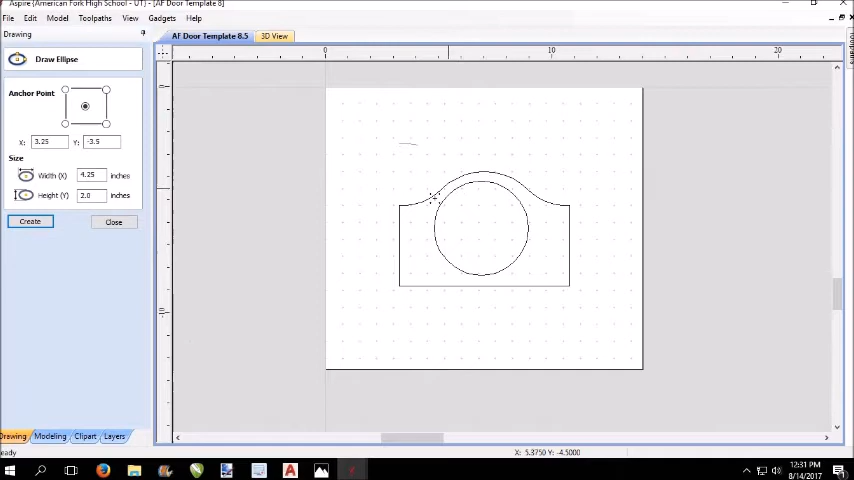 Aspire (American Fork High School - UT) - [AF Door Template 8.5]
File Edit Model Toolpaths View Gadgets Help
Drawing
AF Door Template 8.5 3D View
Draw Ellipse
Anchor Point
X: 3.25 Y: -3.5
Size
Width (X) 4.25 inches
Height (Y) 2.0 inches
Create Close
0 10 20
Drawing Modeling Clipart Layers
X: 5.3750 Y: -4.5000
12:31 PM
8/14/2017